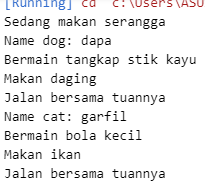 [Running] cd "c:\Users\ASU
Sedang makan serangga
Name dog: dapa
Bermain tangkap stik kayu
Makan daging
Jalan bersama tuannya
Name cat: garfil
Bermain bola kecil
Makan ikan
Jalan bersama tuannya